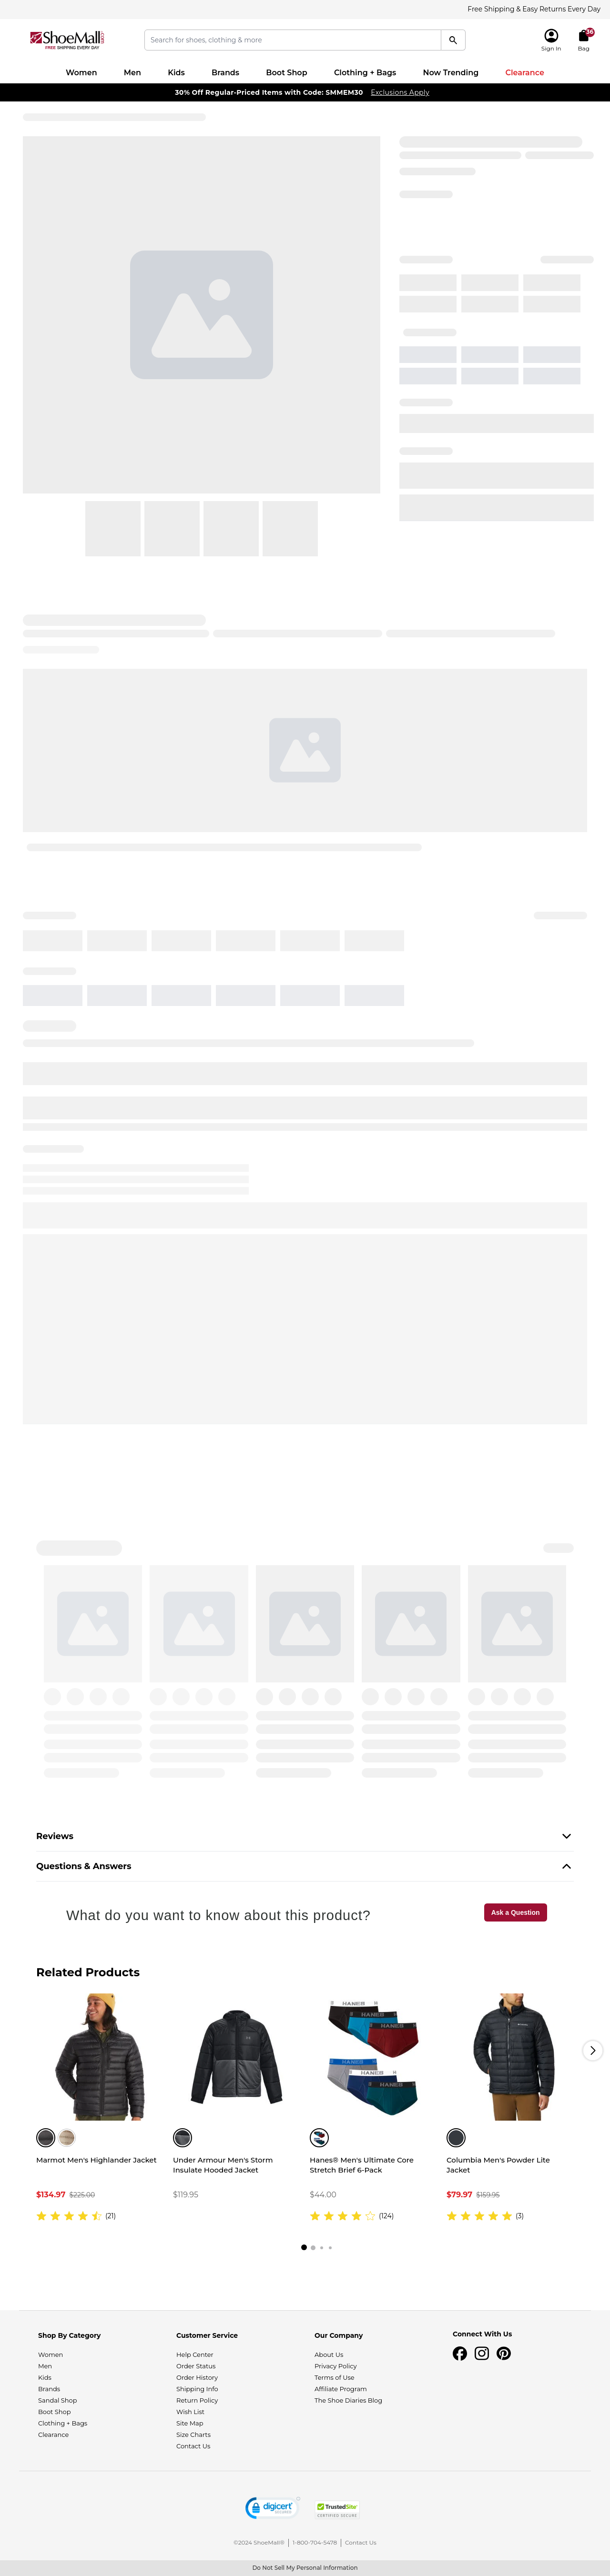 Free Shipping & Easy Returns Every Day
ShoeMall
FREE SHIPPING EVERY DAY
Search for shoes, clothing & more
36
Sign In
Bag
Women
Men
Kids
Brands
Boot Shop
Clothing + Bags
Now Trending
Clearance
30% Off Regular-Priced Items with Code: SMMEM30 Exclusions Apply
Reviews
Questions & Answers
What do you want to know about this product?
Ask a Question
Related Products
HANES
HANES
HANES
Marmot Men's Highlander Jacket
$134.97 $225.00
(21)
Under Armour Men's Storm
Insulate Hooded Jacket
$119.95
Hanes® Men's Ultimate Core
Stretch Brief 6-Pack
$44.00
(124)
Columbia Men's Powder Lite
Jacket
$79.97 $159.95
(3)
Shop By Category
Women
Men
Kids
Brands
Sandal Shop
Boot Shop
Clothing + Bags
Clearance
Customer Service
Help Center
Order Status
Order History
Shipping Info
Return Policy
Wish List
Site Map
Size Charts
Contact Us
Our Company
About Us
Privacy Policy
Terms of Use
Affiliate Program
The Shoe Diaries Blog
Connect With Us
digicert
SECURED
TrustedSite
CERTIFIED SECURE
©2024 ShoeMall® | 1-800-704-5478 | Contact Us
Do Not Sell My Personal Information